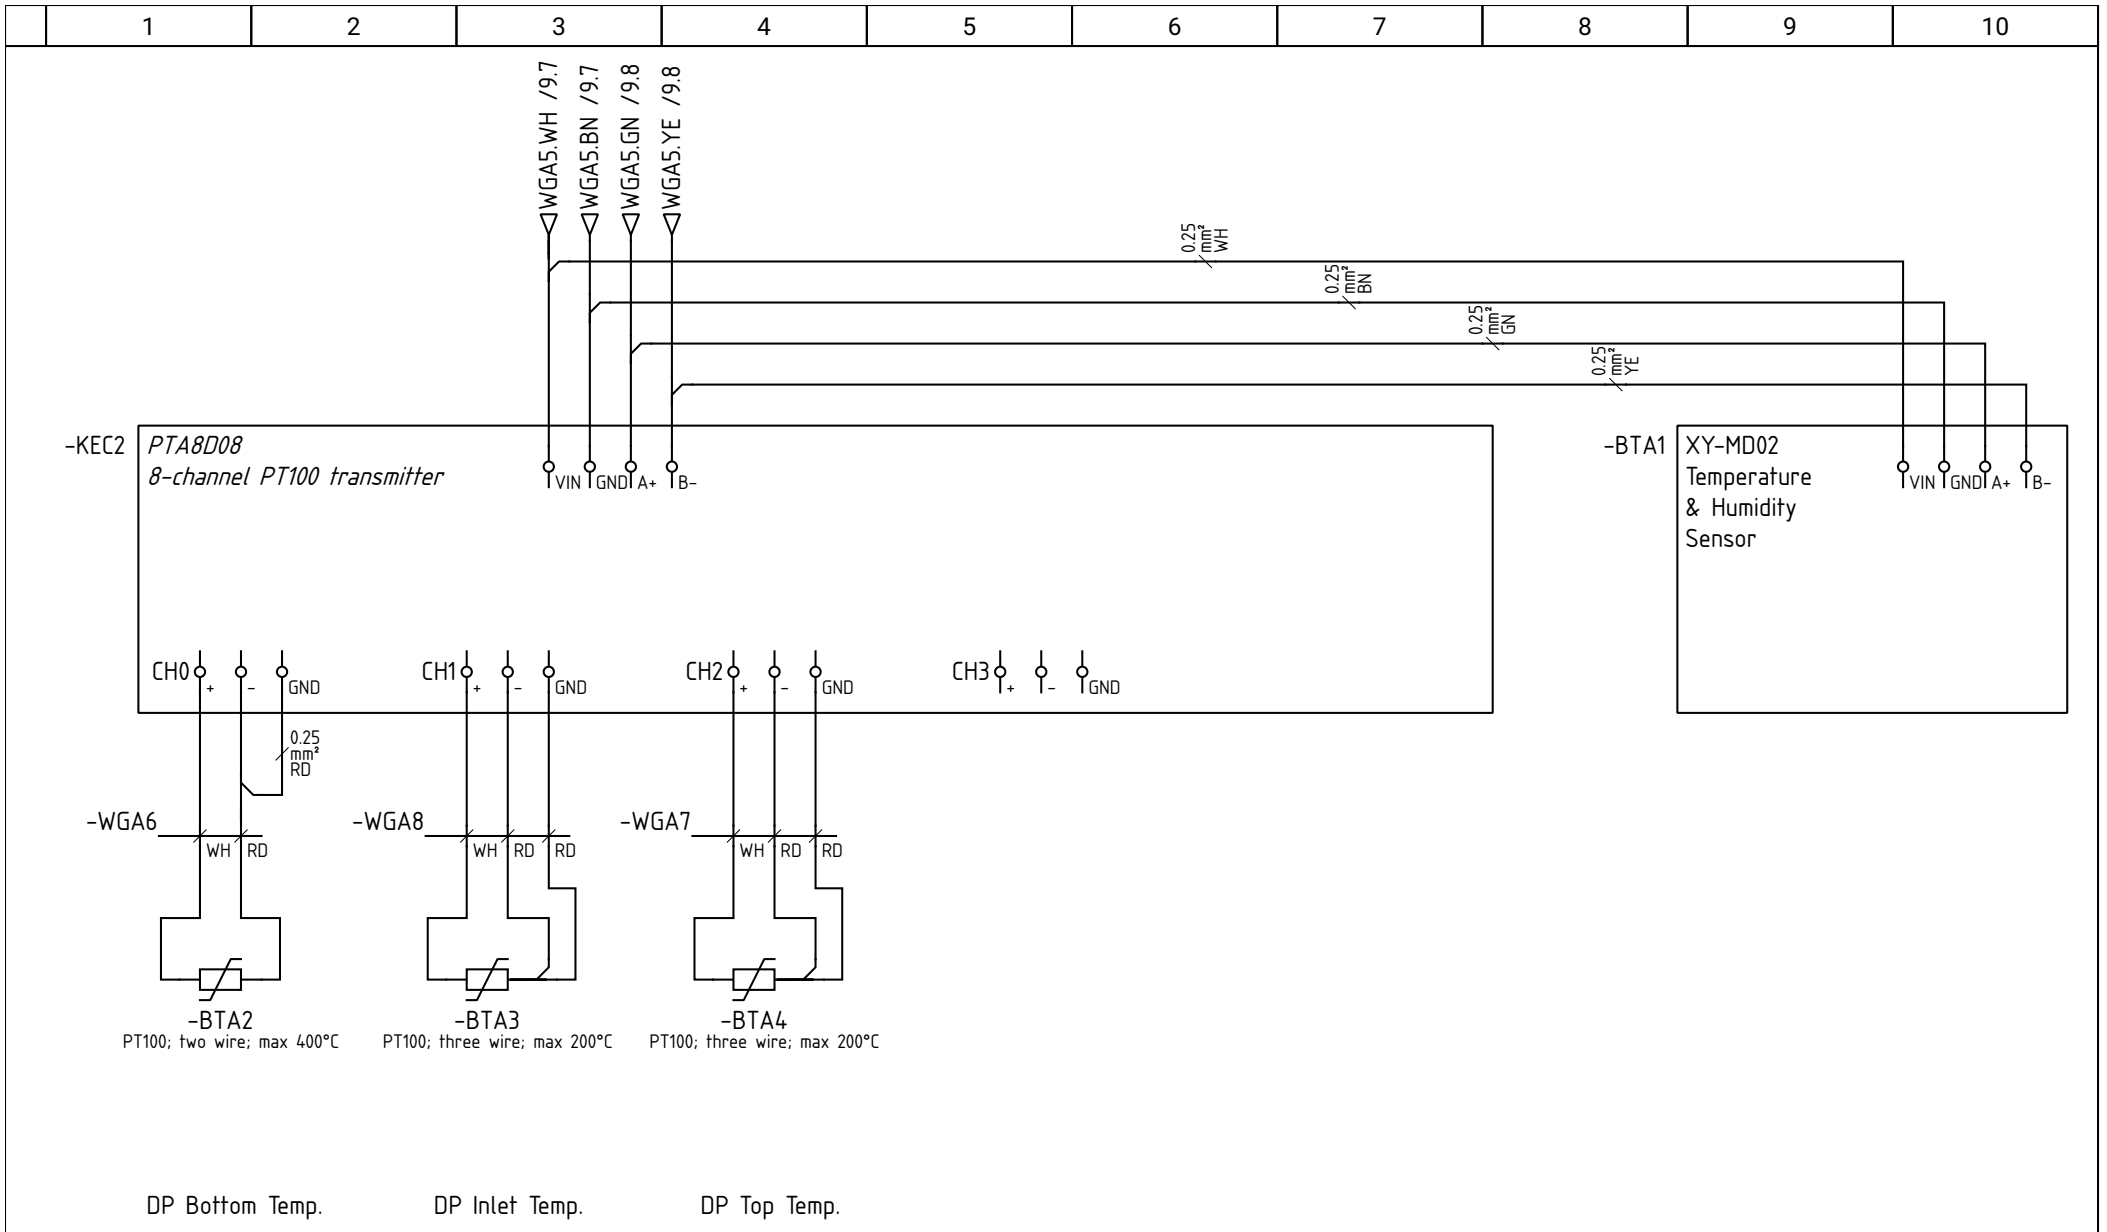 1 2 3 4 5 6 7 8 9 10
WGA5.WH /9.7
WGA5.BN /9.7
WGA5.GN /9.8
WGA5.YE /9.8
0.25
mm²
WH
0.25
mm²
BN
0.25
mm²
GN
0.25
mm²
YE
-KEC2
PTA8D08
8-channel PT100 transmitter
VIN GND A+ B-
-BTA1
XY-MD02
Temperature
& Humidity
Sensor
VIN GND A+ B-
CH0 + - GND
CH1 + - GND
CH2 + - GND
CH3 + - GND
0.25
mm²
RD
-WGA6
WH RD
-WGA8
WH RD RD
-WGA7
WH RD RD
-BTA2
PT100; two wire; max 400°C
-BTA3
PT100; three wire; max 200°C
-BTA4
PT100; three wire; max 200°C
DP Bottom Temp.
DP Inlet Temp.
DP Top Temp.